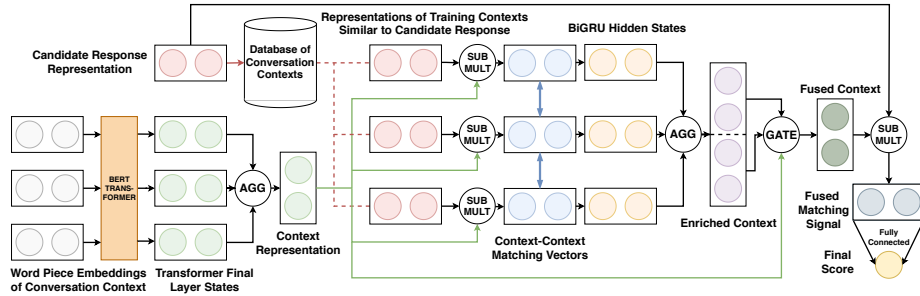 Candidate Response
Representation
Database of
Conversation
Contexts
Representations of Training Contexts
Similar to Candidate Response
BiGRU Hidden States
SUB
MULT
SUB
MULT
SUB
MULT
AGG
GATE
Fused Context
SUB
MULT
BERT
TRANS-
FORMER
AGG
Context
Representation
Context-Context
Matching Vectors
Enriched Context
Fused
Matching
Signal
Fully
Connected
Final
Score
Word Piece Embeddings
of Conversation Context
Transformer Final
Layer States